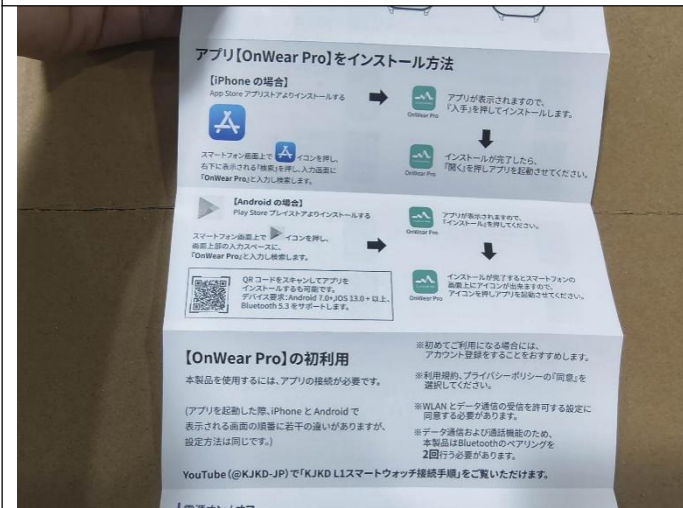 アプリ【OnWear Pro】をインストール方法
【iPhone の場合】
App Store アプリストアよりインストールする
スマートフォン画面上で イコンを押し、
右下に表示される「検索」を押し、入力画面に
「OnWear Pro」と入力し検索します。
OnWear Pro
アプリが表示されますので、
「入手」を押してインストールします。
OnWear Pro
インストールが完了したら、
「開く」を押しアプリを起動させてください。
【Android の場合】
Play Store プレイストアよりインストールする
スマートフォン画面上で イコンを押し、
画面上部の入力スペースに、
「OnWear Pro」と入力し検索します。
OnWear Pro
アプリが表示されますので、
「インストール」を押してください。
QR コードをスキャンしてアプリを
インストールするも可能です。
デバイス要求：Android 7.0+,IOS 13.0 + 以上、
Bluetooth 5.3 をサポートします。
OnWear Pro
インストールが完了するとスマートフォンの
画面上にアイコンが出来ますので、
アイコンを押しアプリを起動させてください。
【OnWear Pro】の初利用
本製品を使用するには、アプリの接続が必要です。
(アプリを起動した際、iPhone と Android で
表示される画面の順番に若干の違いがありますが、
設定方法は同じです。)
※初めてご利用になる場合には、
アカウント登録をすることをおすすめします。
※利用規約、プライバシーポリシーの「同意」を
選択してください。
※WLAN とデータ通信の受信を許可する設定に
同意する必要があります。
※データ通信および通話機能のため、
本製品はBluetoothのペアリングを
2回行う必要があります。
YouTube（@KJKD-JP）で「KJKD L1スマートウォッチ接続手順」をご覧いただけます。